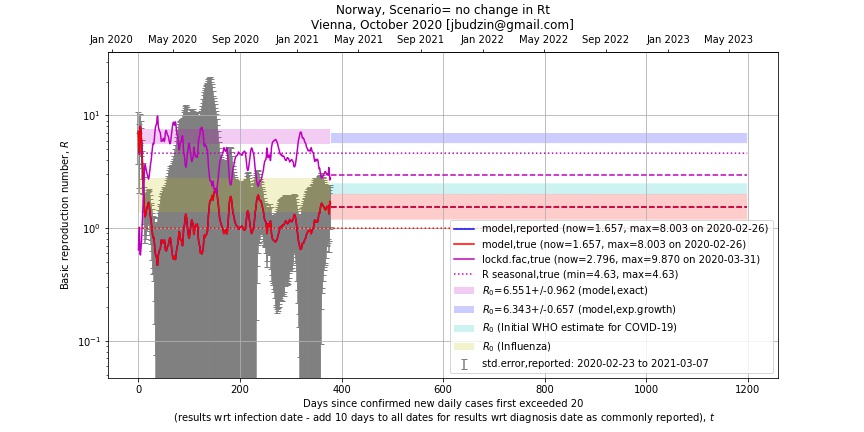 Norway, Scenario= no change in Rt
Vienna, October 2020 [jbudzin@gmail.com]
Jan 2020 May 2020 Sep 2020 Jan 2021 May 2021 Sep 2021 Jan 2022 May 2022 Sep 2022 Jan 2023 May 2023
Basic reproduction number, R
10¹
10⁰
10⁻¹
model,reported (now=1.657, max=8.003 on 2020-02-26)
model,true (now=1.657, max=8.003 on 2020-02-26)
lockd.fac,true (now=2.796, max=9.870 on 2020-03-31)
R seasonal,true (min=4.63, max=4.63)
R₀=6.551+/-0.962 (model,exact)
R₀=6.343+/-0.657 (model,exp.growth)
R₀ (Initial WHO estimate for COVID-19)
R₀ (Influenza)
std.error,reported: 2020-02-23 to 2021-03-07
0 200 400 600 800 1000 1200
Days since confirmed new daily cases first exceeded 20
(results wrt infection date - add 10 days to all dates for results wrt diagnosis date as commonly reported), t